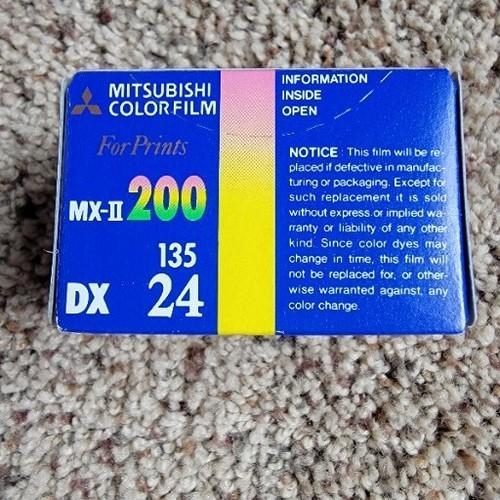 MITSUBISHI
COLOR FILM
For Prints
MX-II 200
135
DX 24
INFORMATION
INSIDE
OPEN
NOTICE : This film will be re-
placed if defective in manufac-
turing or packaging. Except for
such replacement it is sold
without express or implied wa-
rranty or liability of any other
kind. Since color dyes may
change in time, this film will
not be replaced for, or other-
wise warranted against, any
color change.